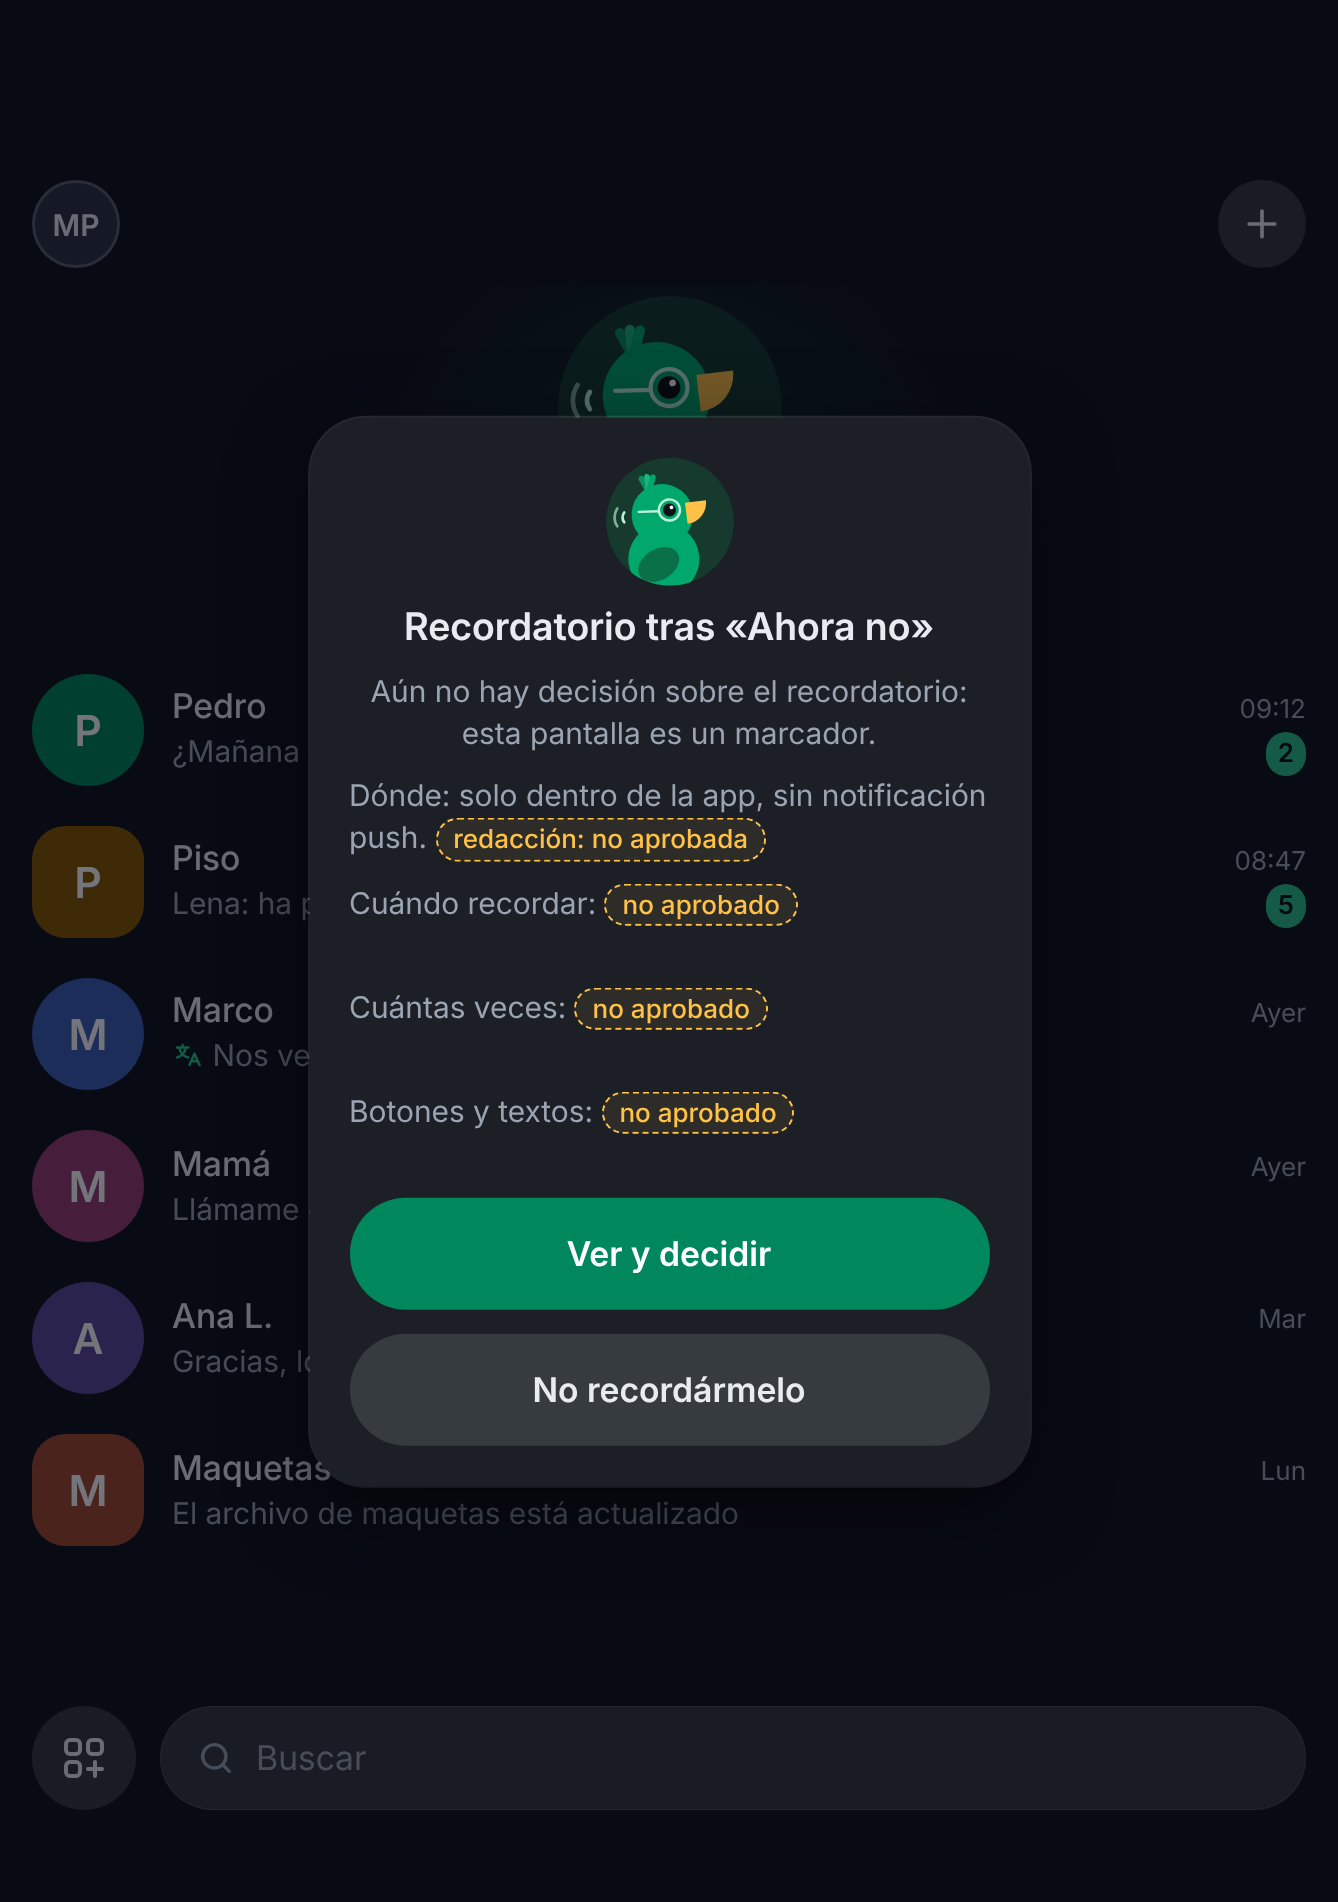 MP
Recordatorio tras «Ahora no»
Aún no hay decisión sobre el recordatorio:
esta pantalla es un marcador.
Dónde: solo dentro de la app, sin notificación
push. redacción: no aprobada
Cuándo recordar: no aprobado
Cuántas veces: no aprobado
Botones y textos: no aprobado
Ver y decidir
No recordármelo
P
Pedro
09:12
¿Mañana
2
P
Piso
08:47
Lena: ha
5
M
Marco
Ayer
Nos ve
M
Mamá
Ayer
Llámame
A
Ana L.
Mar
Gracias,
M
Maquetas
Lun
El archivo de maquetas está actualizado
Buscar